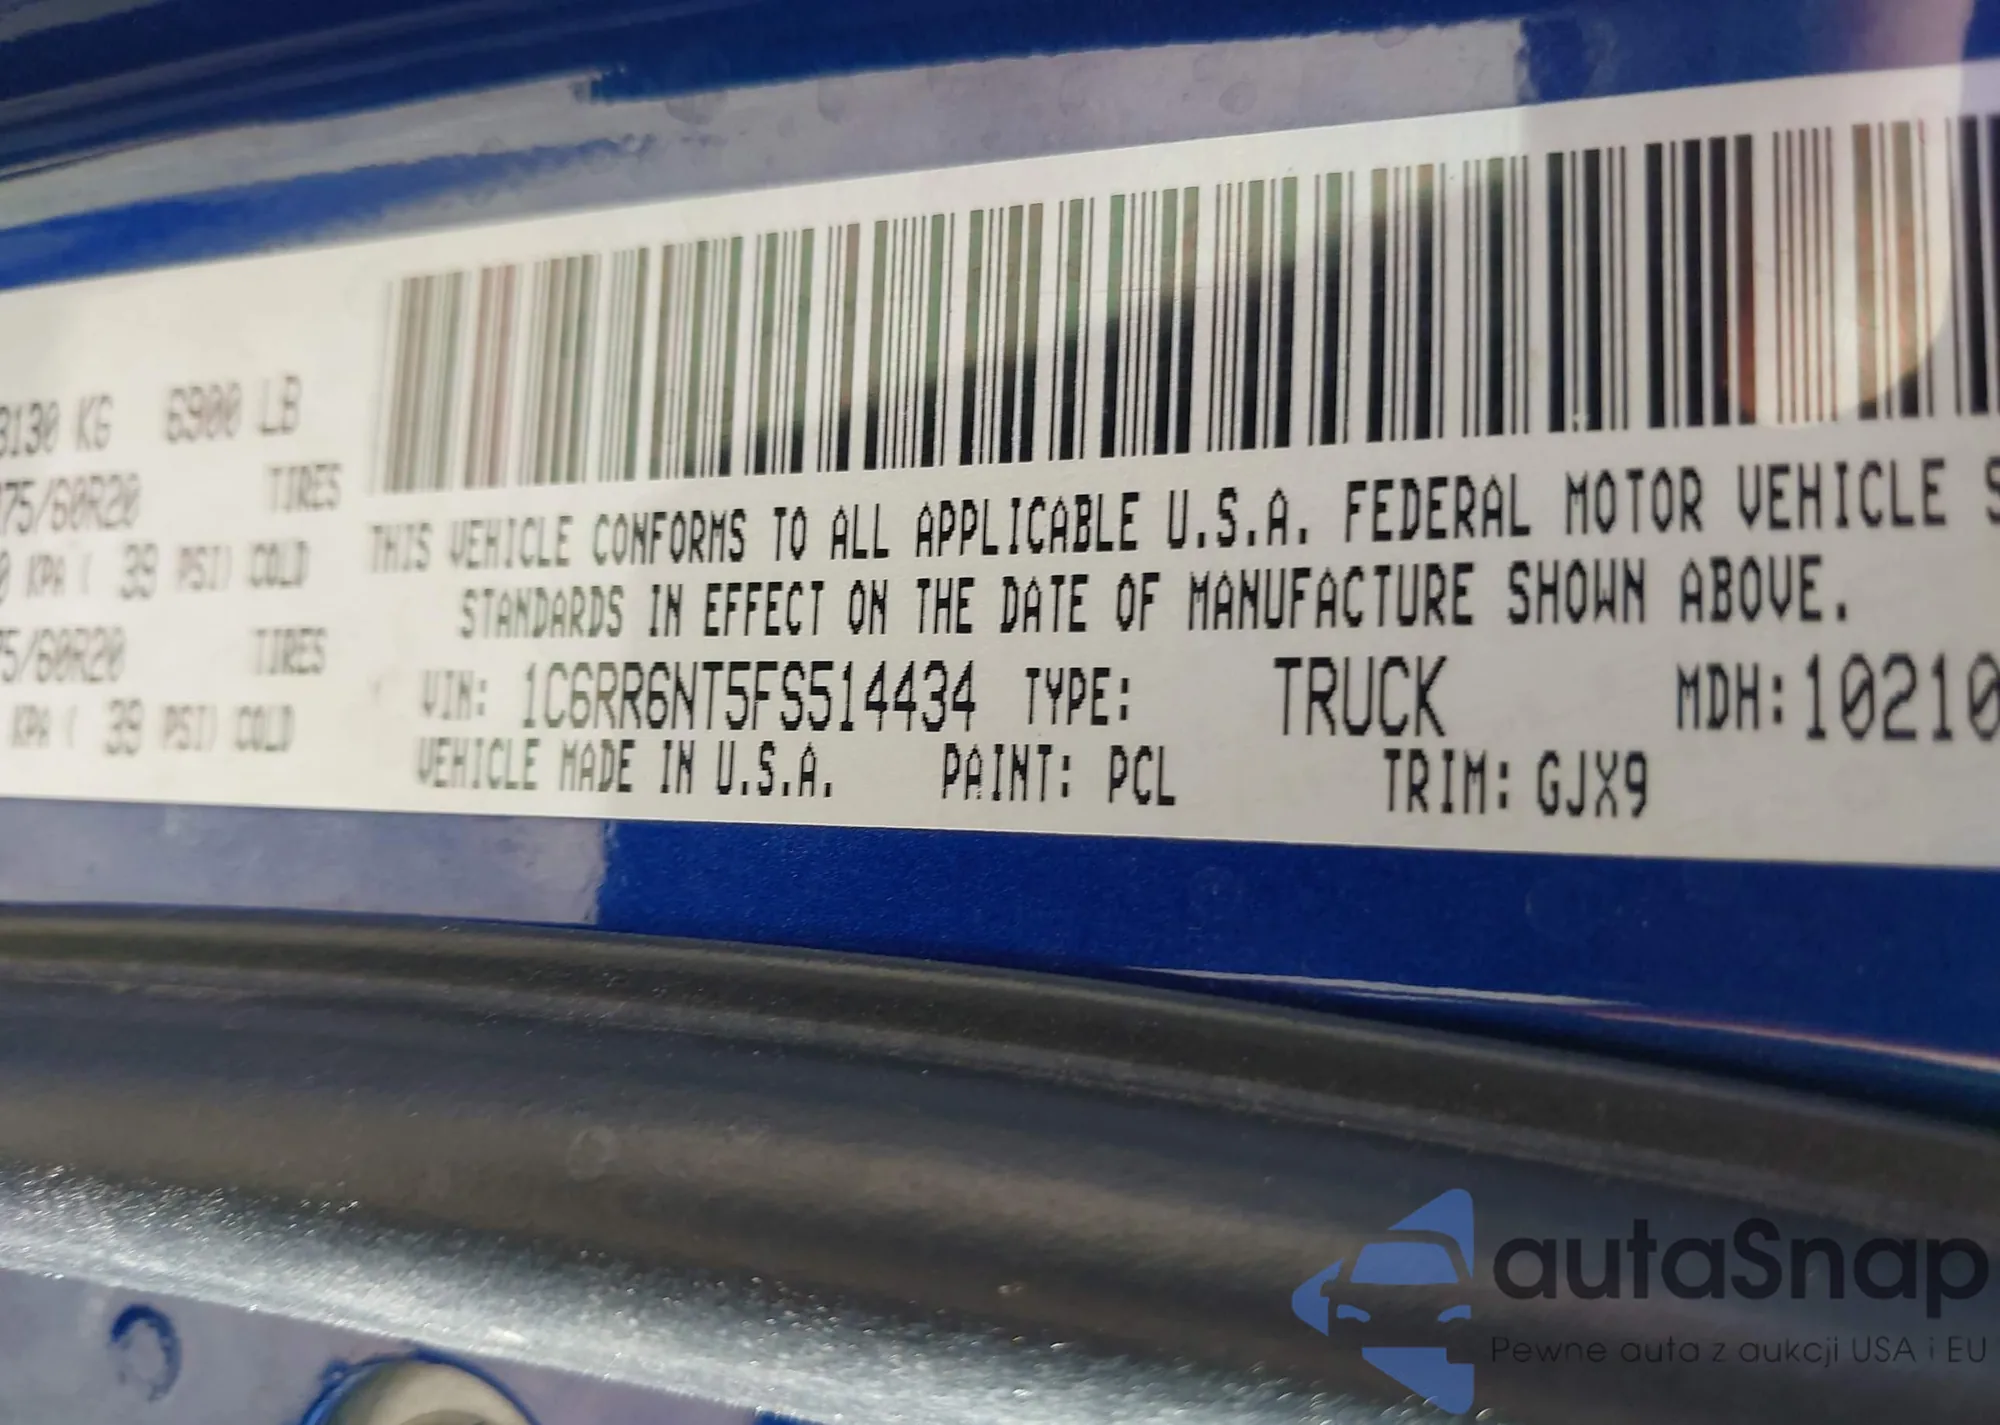 3130 KG 6900 LB
275/60R20 TIRES
KPA ( 39 PSI) COLD
75/60R20 TIRES
KPA ( 39 PSI) COLD
THIS VEHICLE CONFORMS TO ALL APPLICABLE U.S.A. FEDERAL MOTOR VEHICLE S
STANDARDS IN EFFECT ON THE DATE OF MANUFACTURE SHOWN ABOVE.
VIN: 1C6RR6NT5FS514434 TYPE: TRUCK MDH:10210
VEHICLE MADE IN U.S.A. PAINT: PCL TRIM: GJX9
autaSnap
Pewne auta z aukcji USA i EU